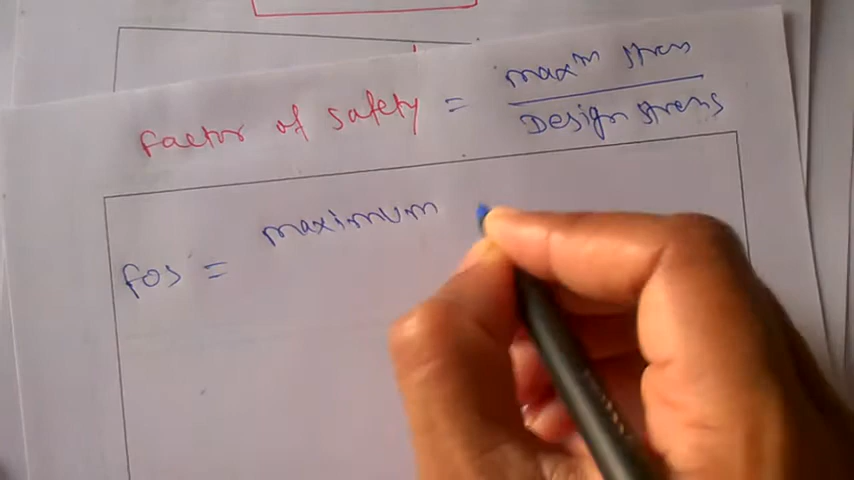 Factor of safety = maxm stress
Design stress
maximum
fos =